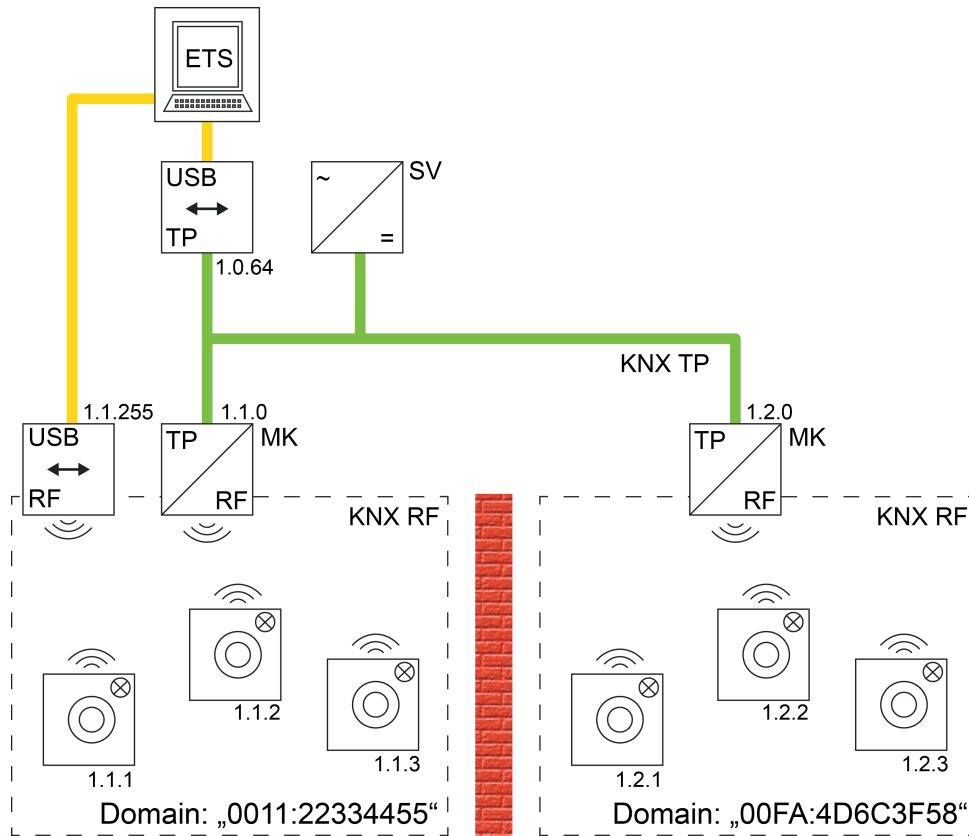 ETS
USB
TP
1.0.64
~
=
SV
KNX TP
1.1.255
USB
RF
1.1.0
TP
RF
MK
1.2.0
TP
RF
MK
KNX RF
KNX RF
1.1.1
1.1.2
1.1.3
1.2.1
1.2.2
1.2.3
Domain: „0011:22334455“
Domain: „00FA:4D6C3F58“